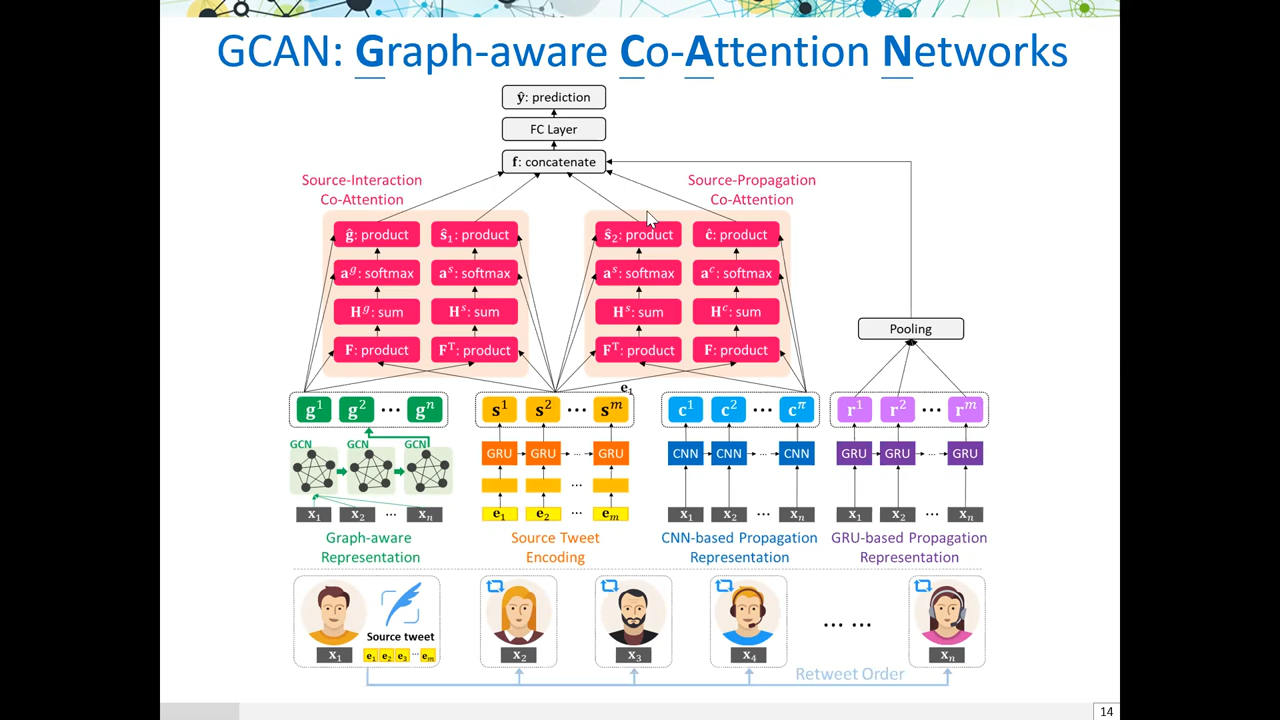 GCAN: Graph-aware Co-Attention Networks
ŷ: prediction
FC Layer
f: concatenate
Source-Interaction
Co-Attention
Source-Propagation
Co-Attention
ĝ: product
ŝ₁: product
ŝ₂: product
ĉ: product
aᵍ: softmax
aˢ: softmax
aˢ: softmax
aᶜ: softmax
Hᵍ: sum
Hˢ: sum
Hˢ: sum
Hᶜ: sum
F: product
Fᵀ: product
Fᵀ: product
F: product
Pooling
e₁
g¹ g² ··· gⁿ
s¹ s² ··· sᵐ
c¹ c² ··· cⁿ
r¹ r² ··· rᵐ
GCN GCN GCN
GRU GRU ... GRU
CNN CNN ... CNN
GRU GRU ... GRU
x₁ x₂ ... xₙ
e₁ e₂ ... eₘ
x₁ x₂ ... xₙ
x₁ x₂ ... xₙ
Graph-aware
Representation
Source Tweet
Encoding
CNN-based Propagation
Representation
GRU-based Propagation
Representation
Source tweet
x₁
e₁ e₂ e₃ ... eₘ
x₂
x₃
x₄
... ...
xₙ
Retweet Order
14